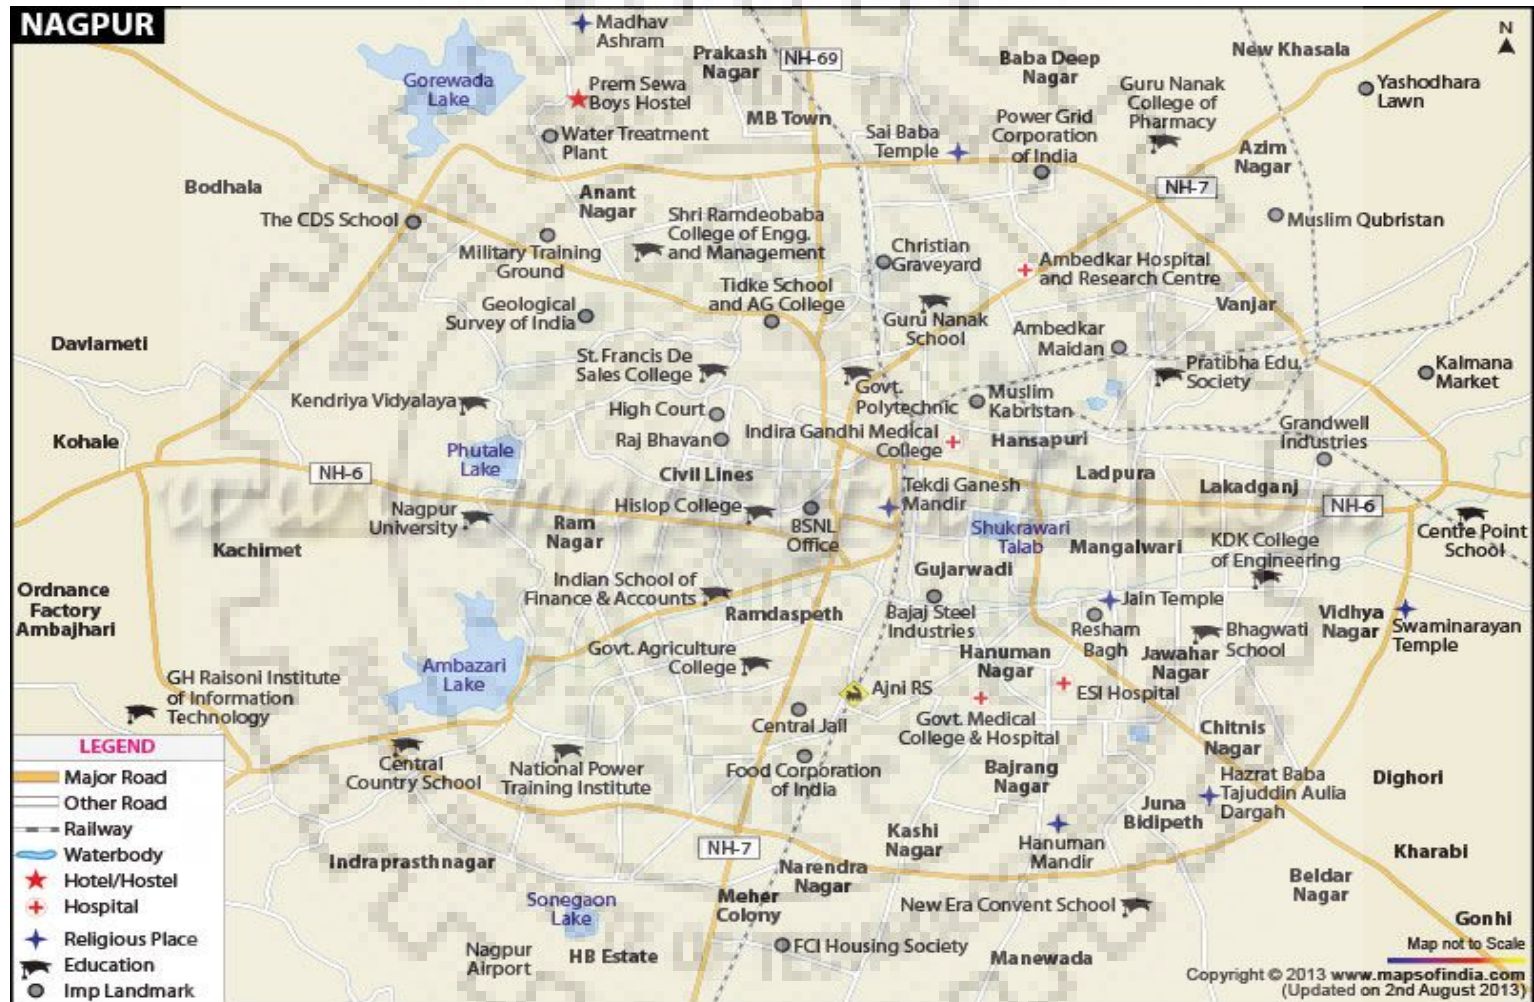 NAGPUR
Madhav
Ashram
Prakash
Nagar
NH-69
Baba Deep
Nagar
New Khasala
N
Gorewada
Lake
Prem Sewa
Boys Hostel
Guru Nanak
College of
Pharmacy
Yashodhara
Lawn
MB Town
Water Treatment
Plant
Sai Baba
Temple
Power Grid
Corporation
of India
Azim
Nagar
Bodhala
Anant
Nagar
NH-7
The CDS School
Shri Ramdeobaba
College of Engg.
and Management
Muslim Qubristan
Military Training
Ground
Christian
Graveyard
Ambedkar Hospital
and Research Centre
Geological
Survey of India
Tidke School
and AG College
Guru Nanak
School
Vanjar
Davlameti
Ambedkar
Maidan
St. Francis De
Sales College
Pratibha Edu.
Society
Kalmana
Market
Kendriya Vidyalaya
Govt.
Polytechnic
Muslim
Kabristan
High Court
Grandwell
Industries
Kohale
Raj Bhavan
Indira Gandhi Medical
College
Hansapuri
Phutale
Lake
NH-6
Civil Lines
Ladpura
Lakadganj
Tekdi Ganesh
Mandir
NH-6
Nagpur
University
Hislop College
BSNL
Office
Ram
Nagar
Shukrawari
Talab
Mangalwari
KDK College
of Engineering
Centre Point
School
Kachimet
Gujarwadi
Ordnance
Factory
Ambajhari
Indian School of
Finance & Accounts
Ramdaspeth
Bajaj Steel
Industries
Jain Temple
Resham
Bagh
Bhagwati
School
Vidhya
Nagar
Swaminarayan
Temple
Hanuman
Nagar
Jawahar
Nagar
Govt. Agriculture
College
Ambazari
Lake
GH Raisoni Institute
of Information
Technology
Ajni RS
ESI Hospital
Central Jail
Govt. Medical
College & Hospital
Chitnis
Nagar
Central
Country School
National Power
Training Institute
Food Corporation
of India
Bajrang
Nagar
Hazrat Baba
Tajuddin Aulia
Dargah
Dighori
Juna
Bidipeth
NH-7
Kashi
Nagar
Hanuman
Mandir
Indraprasthnagar
Narendra
Nagar
Kharabi
Beldar
Nagar
Meher
Colony
Sonegaon
Lake
New Era Convent School
Gonhi
Nagpur
Airport
HB Estate
FCI Housing Society
Manewada
LEGEND
Major Road
Other Road
Railway
Waterbody
Hotel/Hostel
Hospital
Religious Place
Education
Imp Landmark
Map not to Scale
Copyright © 2013 www.mapsofindia.com
(Updated on 2nd August 2013)